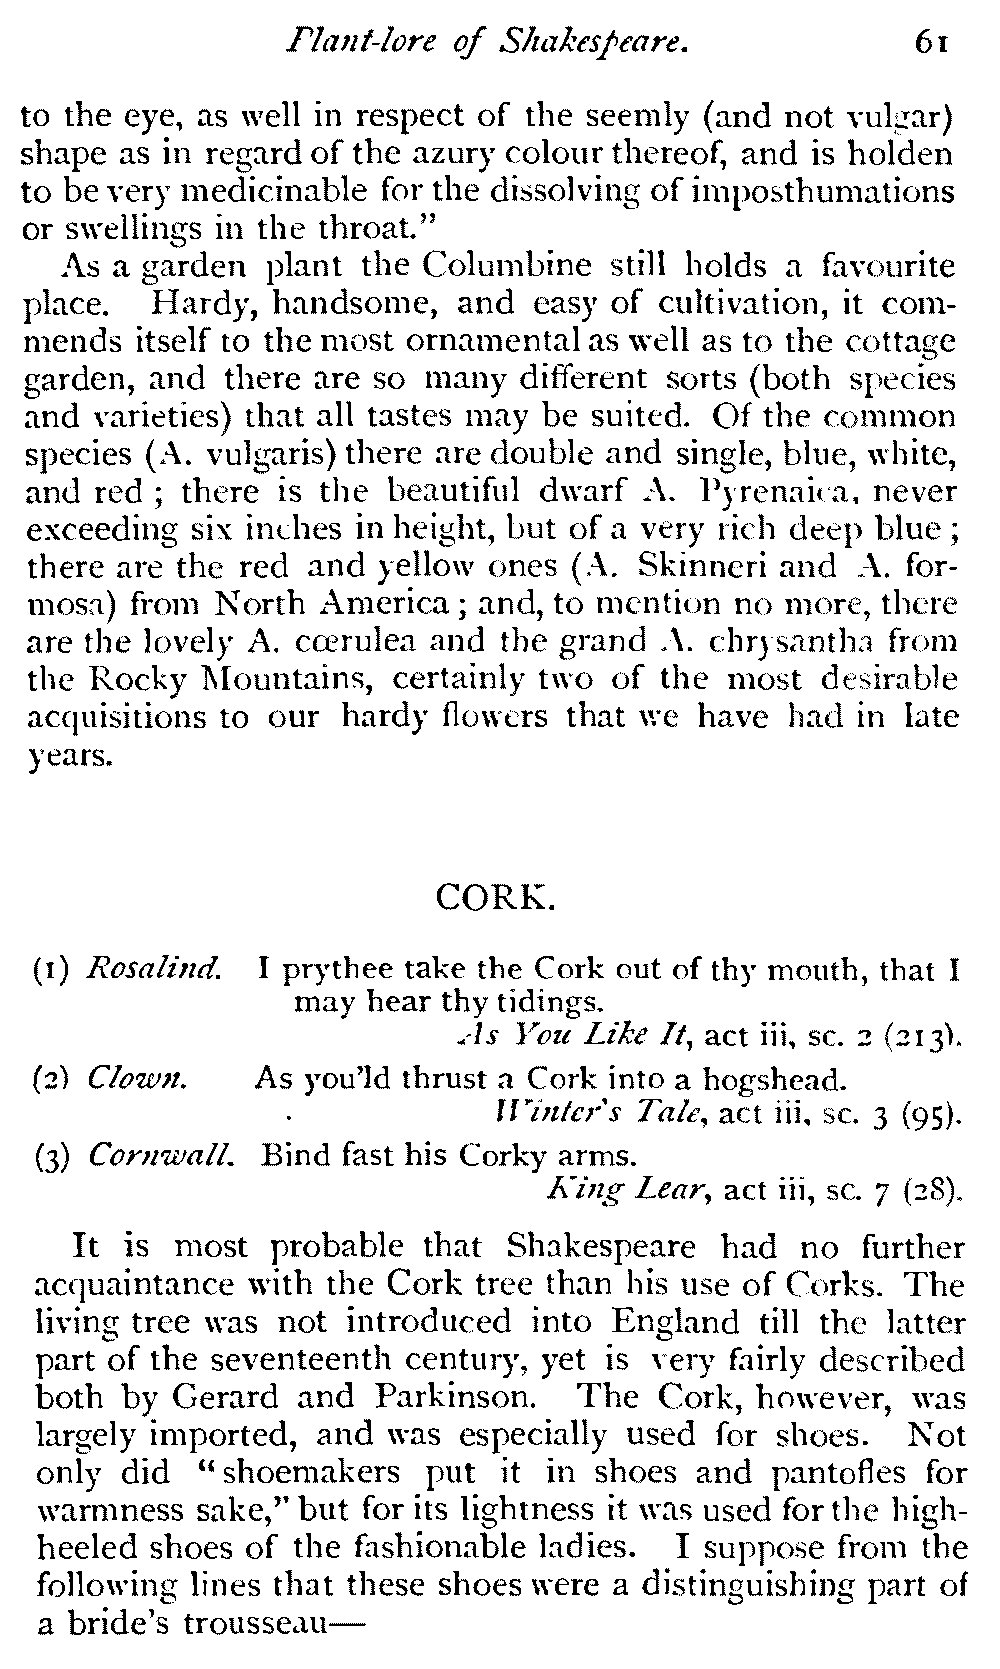 Plant-lore of Shakespeare. 61
to the eye, as well in respect of the seemly (and not vulgar)
shape as in regard of the azury colour thereof, and is holden
to be very medicinable for the dissolving of imposthumations
or swellings in the throat."
As a garden plant the Columbine still holds a favourite
place. Hardy, handsome, and easy of cultivation, it com-
mends itself to the most ornamental as well as to the cottage
garden, and there are so many different sorts (both species
and varieties) that all tastes may be suited. Of the common
species (A. vulgaris) there are double and single, blue, white,
and red ; there is the beautiful dwarf A. Pyrenaica, never
exceeding six inches in height, but of a very rich deep blue ;
there are the red and yellow ones (A. Skinneri and A. for-
mosa) from North America ; and, to mention no more, there
are the lovely A. cœrulea and the grand A. chrysantha from
the Rocky Mountains, certainly two of the most desirable
acquisitions to our hardy flowers that we have had in late
years.
CORK.
(1) Rosalind. I prythee take the Cork out of thy mouth, that I
may hear thy tidings.
As You Like It, act iii, sc. 2 (213).
(2) Clown. As you'ld thrust a Cork into a hogshead.
Winter's Tale, act iii, sc. 3 (95).
(3) Cornwall. Bind fast his Corky arms.
King Lear, act iii, sc. 7 (28).
It is most probable that Shakespeare had no further
acquaintance with the Cork tree than his use of Corks. The
living tree was not introduced into England till the latter
part of the seventeenth century, yet is very fairly described
both by Gerard and Parkinson. The Cork, however, was
largely imported, and was especially used for shoes. Not
only did "shoemakers put it in shoes and pantofles for
warmness sake," but for its lightness it was used for the high-
heeled shoes of the fashionable ladies. I suppose from the
following lines that these shoes were a distinguishing part of
a bride's trousseau—